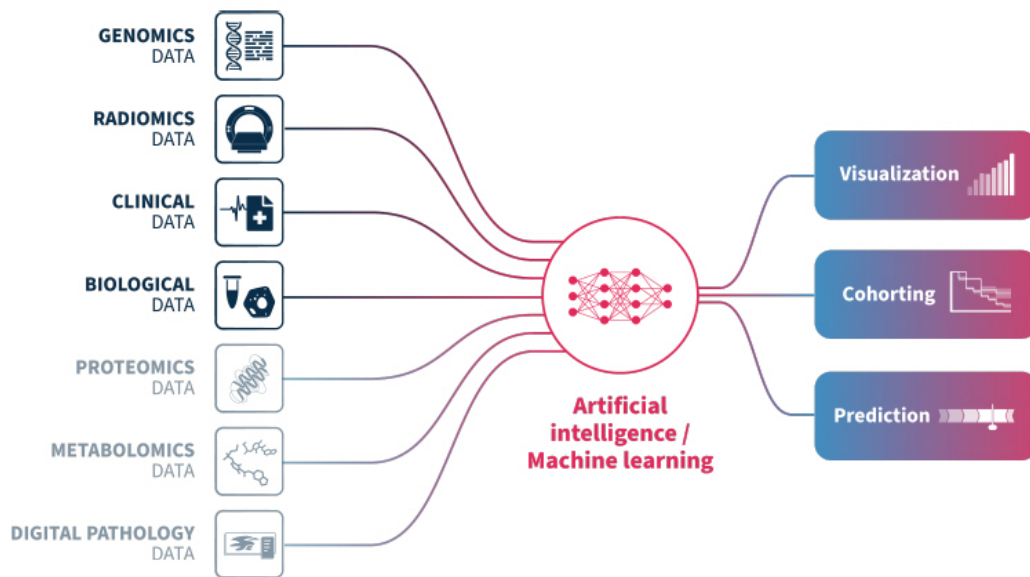 GENOMICS
DATA
RADIOMICS
DATA
CLINICAL
DATA
BIOLOGICAL
DATA
PROTEOMICS
DATA
METABOLOMICS
DATA
DIGITAL PATHOLOGY
DATA
Artificial
intelligence /
Machine learning
Visualization
Cohorting
Prediction